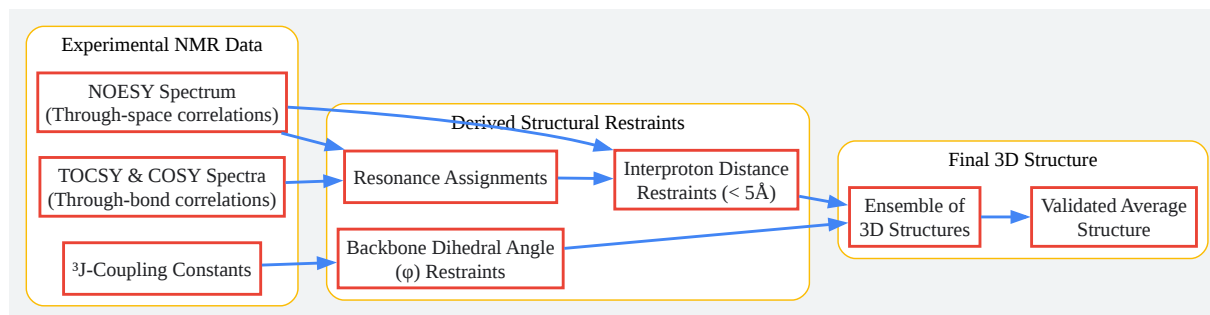 Experimental NMR Data
NOESY Spectrum
(Through-space correlations)
TOCSY & COSY Spectra
(Through-bond correlations)
³J-Coupling Constants
Derived Structural Restraints
Resonance Assignments
Interproton Distance
Restraints (< 5Å)
Backbone Dihedral Angle
(φ) Restraints
Final 3D Structure
Ensemble of
3D Structures
Validated Average
Structure